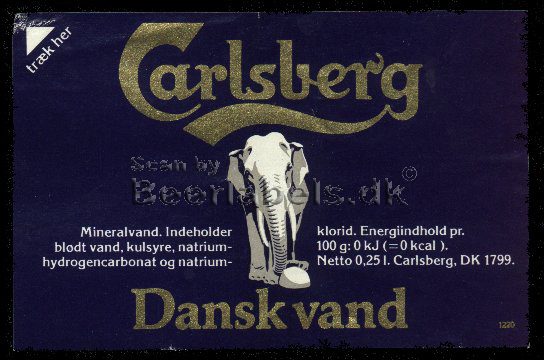 træk her
Carlsberg
Scan by
Beerlabels.dk ©
Mineralvand. Indeholder
blødt vand, kulsyre, natrium-
hydrogencarbonat og natrium-
klorid. Energiindhold pr.
100 g: 0 kJ (=0 kcal ).
Netto 0,25 l. Carlsberg, DK 1799.
Dansk vand
1220